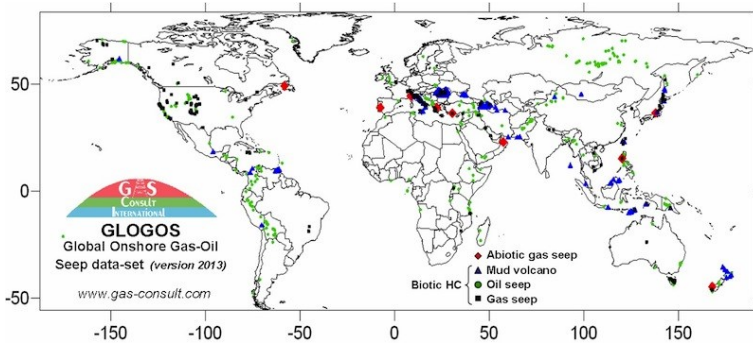 50
0
-50
-150
-100
-50
0
50
100
150
GAS
CONSULT
INTERNATIONAL
GLOGOS
Global Onshore Gas-Oil
Seep data-set (version 2013)
www.gas-consult.com
Abiotic gas seep
Mud volcano
Biotic HC
Oil seep
Gas seep